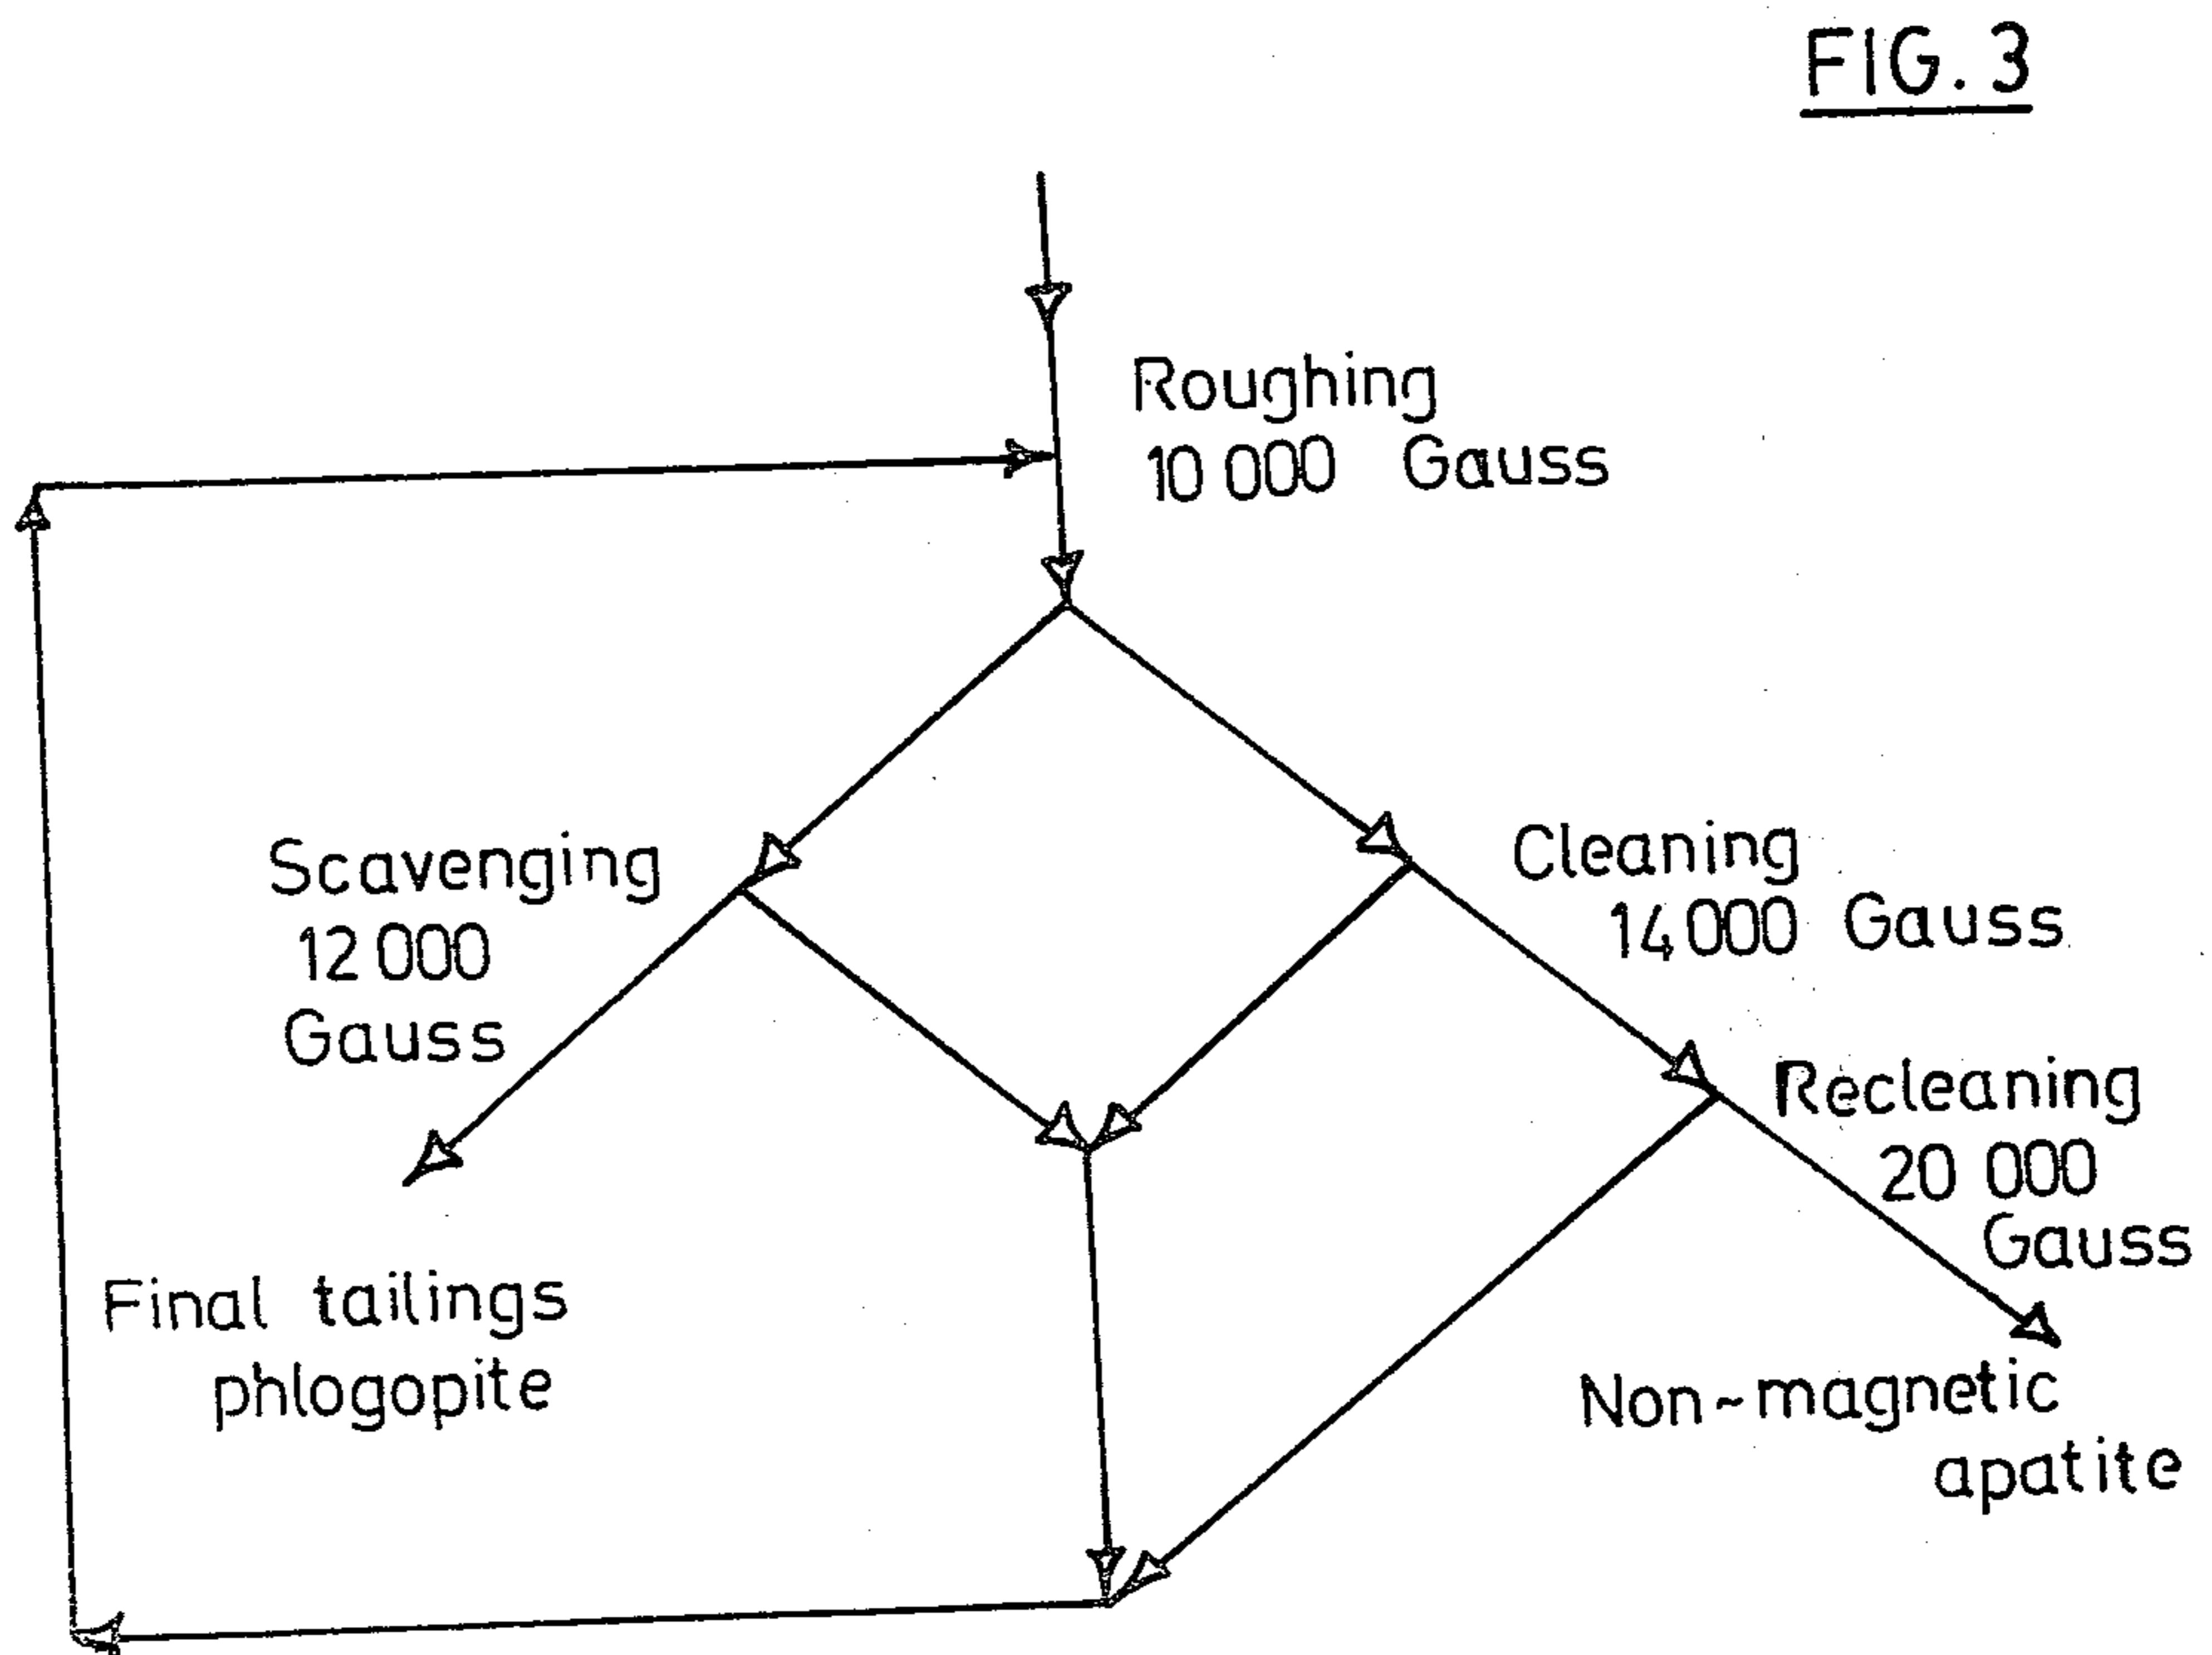 FIG. 3
Roughing
10 000 Gauss
Scavenging
12 000
Gauss
Cleaning
14 000 Gauss
Recleaning
20 000
Gauss
Final tailings
phlogopite
Non-magnetic
apatite